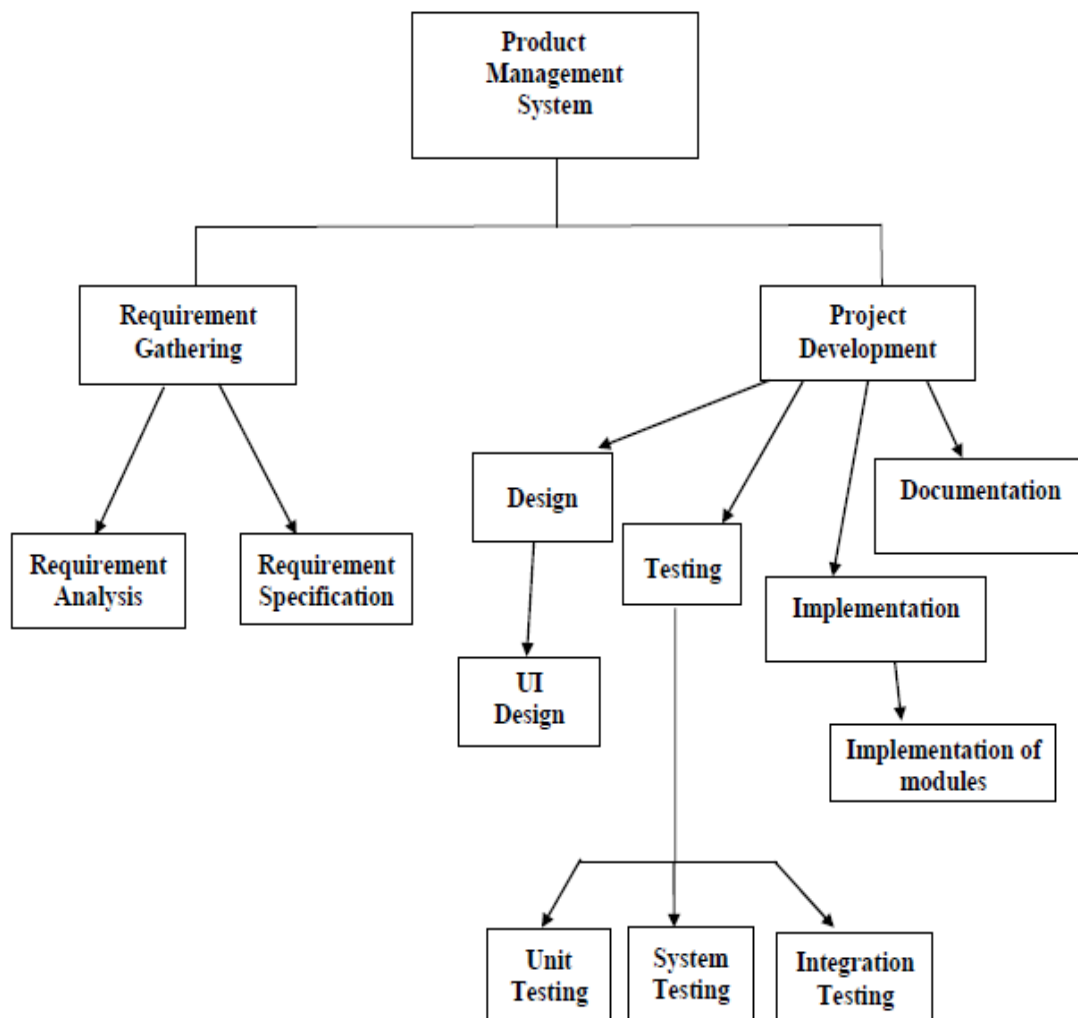 Product
Management
System
Requirement
Gathering
Project
Development
Design
Testing
Documentation
Requirement
Analysis
Requirement
Specification
Implementation
UI
Design
Implementation of
modules
Unit
Testing
System
Testing
Integration
Testing